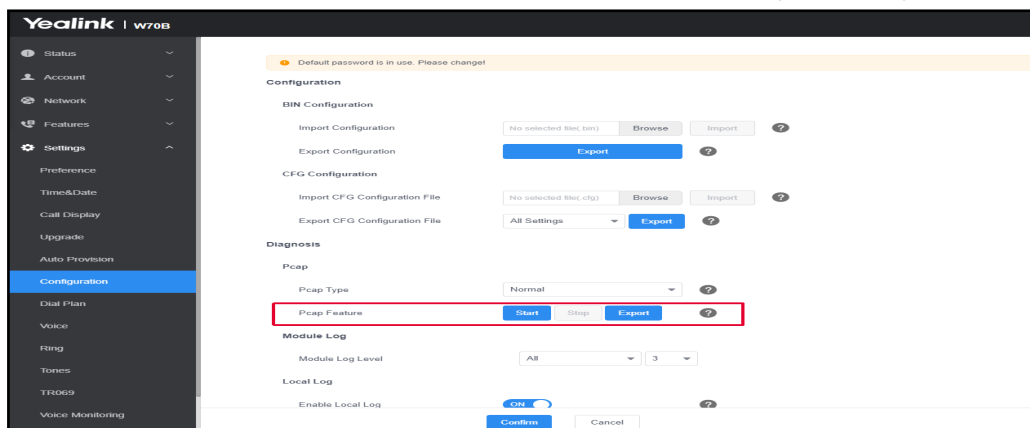 Yealink | W70B
Status
Account
Network
Features
Settings
Preference
Time&Date
Call Display
Upgrade
Auto Provision
Configuration
Dial Plan
Voice
Ring
Tones
TR069
Voice Monitoring
Default password is in use. Please change!
Configuration
BIN Configuration
Import Configuration No selected file(.bin) Browse Import ?
Export Configuration Export ?
CFG Configuration
Import CFG Configuration File No selected file(.cfg) Browse Import ?
Export CFG Configuration File All Settings Export ?
Diagnosis
Pcap
Pcap Type Normal ?
Pcap Feature Start Stop Export ?
Module Log
Module Log Level All 3
Local Log
Enable Local Log ON ?
Confirm Cancel